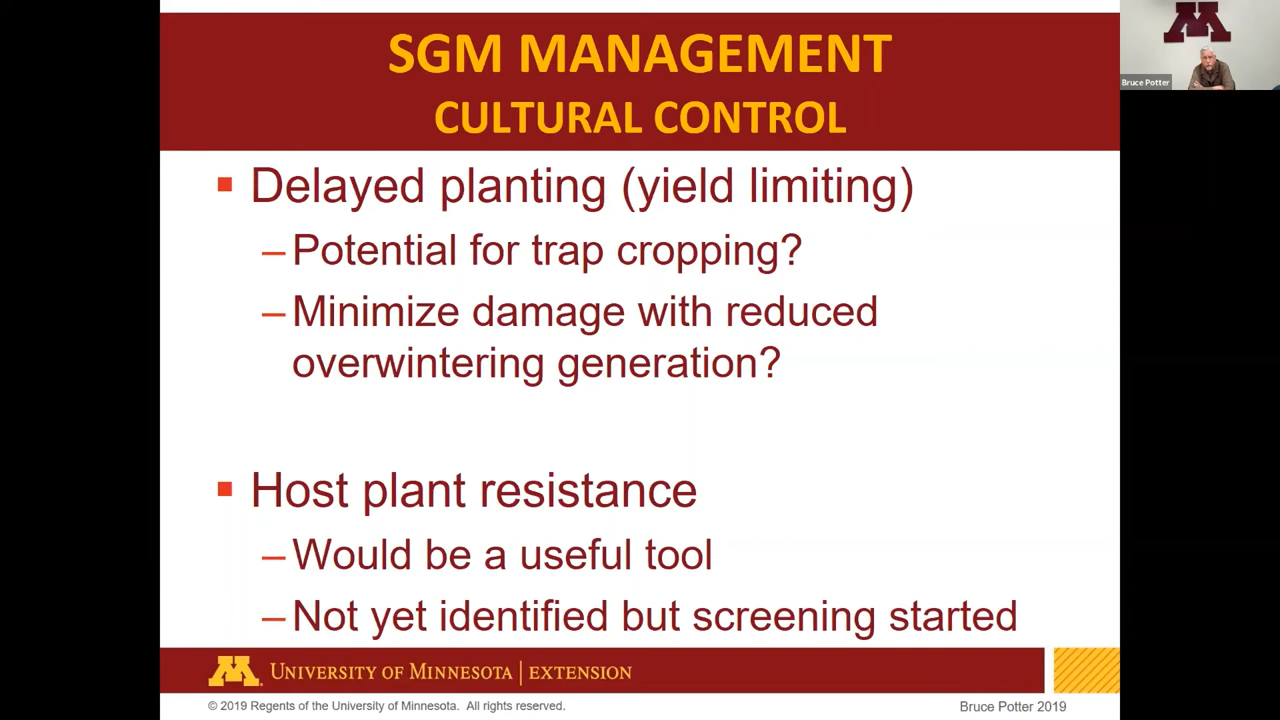 SGM MANAGEMENT
CULTURAL CONTROL
▪ Delayed planting (yield limiting)
–Potential for trap cropping?
–Minimize damage with reduced
overwintering generation?
▪ Host plant resistance
–Would be a useful tool
–Not yet identified but screening started
M UNIVERSITY OF MINNESOTA | EXTENSION
© 2019 Regents of the University of Minnesota. All rights reserved.
Bruce Potter 2019
M
Bruce Potter